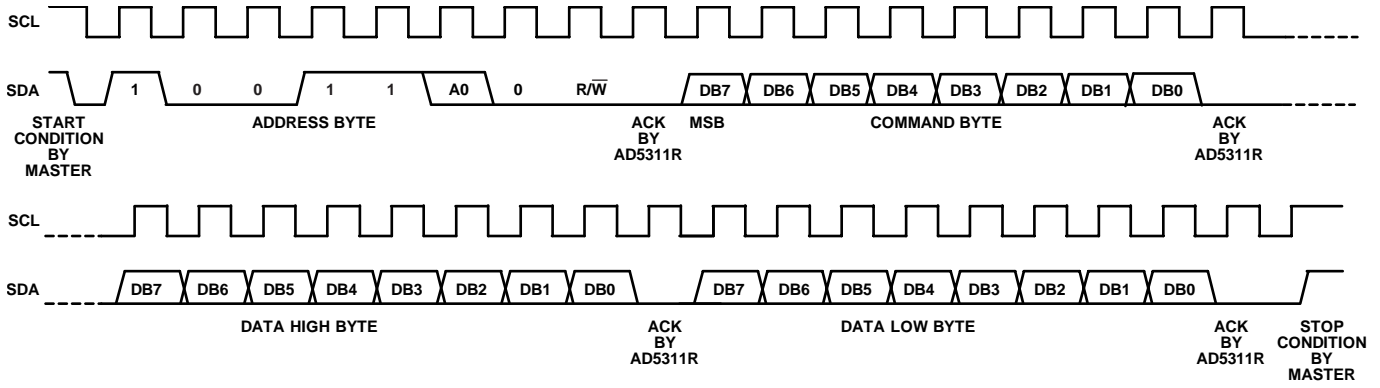 SCL
SDA 1 0 0 1 1 A0 0 R/W̅ DB7 DB6 DB5 DB4 DB3 DB2 DB1 DB0
START CONDITION BY MASTER
ADDRESS BYTE
ACK BY AD5311R
MSB
COMMAND BYTE
ACK BY AD5311R
SCL
SDA DB7 DB6 DB5 DB4 DB3 DB2 DB1 DB0 DB7 DB6 DB5 DB4 DB3 DB2 DB1 DB0
DATA HIGH BYTE
ACK BY AD5311R
DATA LOW BYTE
ACK BY AD5311R
STOP CONDITION BY MASTER